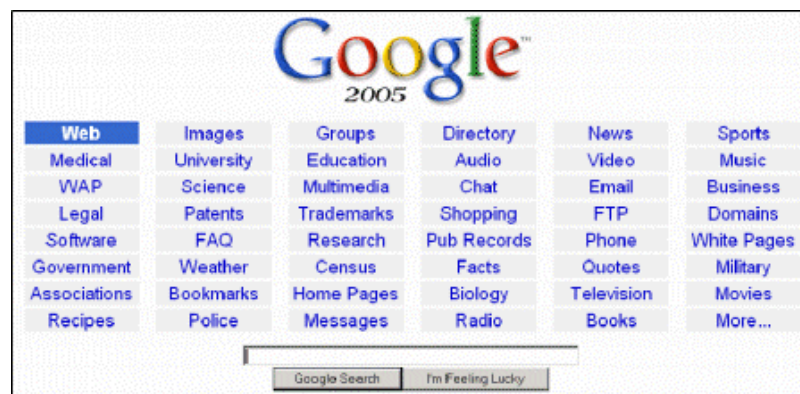 Google™
2005
Web Images Groups Directory News Sports
Medical University Education Audio Video Music
WAP Science Multimedia Chat Email Business
Legal Patents Trademarks Shopping FTP Domains
Software FAQ Research Pub Records Phone White Pages
Government Weather Census Facts Quotes Military
Associations Bookmarks Home Pages Biology Television Movies
Recipes Police Messages Radio Books More...
Google Search I'm Feeling Lucky